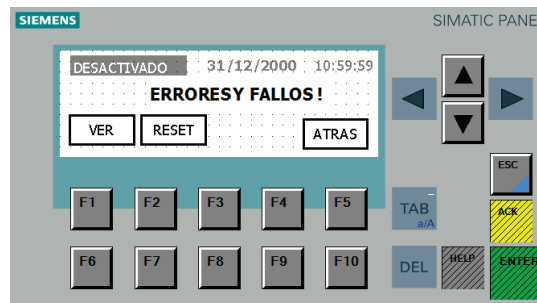 SIEMENS
SIMATIC PANE
DESACTIVADO 31/12/2000 10:59:59
ERRORES Y FALLOS!
VER RESET ATRAS
ESC
F1 F2 F3 F4 F5 TAB a/A ACK
F6 F7 F8 F9 F10 DEL HELP ENTER